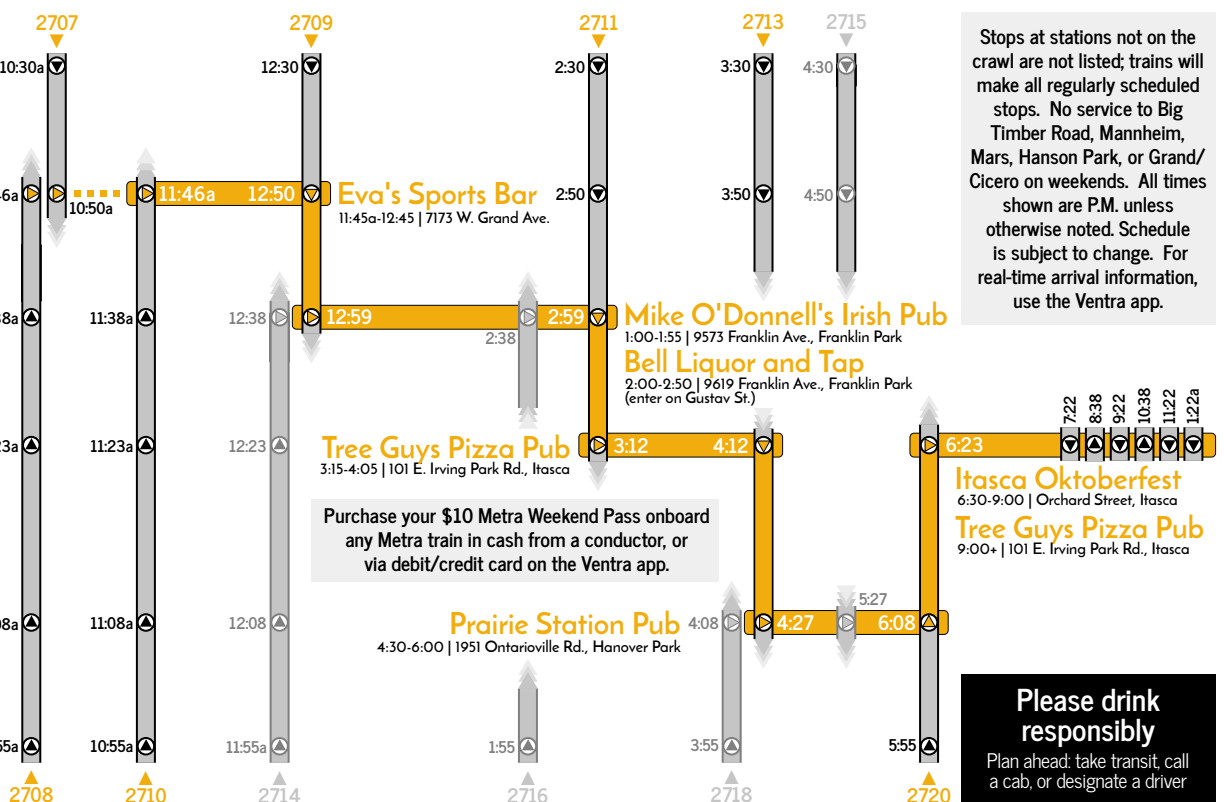 2707
2709
2711
2713
2715
10:30a
12:30
2:30
3:30
4:30
Stops at stations not on the
crawl are not listed; trains will
make all regularly scheduled
stops. No service to Big
Timber Road, Mannheim,
Mars, Hanson Park, or Grand/
Cicero on weekends. All times
shown are P.M. unless
otherwise noted. Schedule
is subject to change. For
real-time arrival information,
use the Ventra app.
10:50a
11:46a
12:50
Eva's Sports Bar
11:45a-12:45 | 7173 W. Grand Ave.
2:50
3:50
4:50
11:38a
12:38
12:59
2:38
2:59
Mike O'Donnell's Irish Pub
1:00-1:55 | 9573 Franklin Ave., Franklin Park
Bell Liquor and Tap
2:00-2:50 | 9619 Franklin Ave., Franklin Park
(enter on Gustav St.)
11:23a
12:23
Tree Guys Pizza Pub
3:15-4:05 | 101 E. Irving Park Rd., Itasca
3:12
4:12
6:23
7:22
8:38
9:22
10:38
11:22
1:22a
Itasca Oktoberfest
6:30-9:00 | Orchard Street, Itasca
Tree Guys Pizza Pub
9:00+ | 101 E. Irving Park Rd., Itasca
Purchase your $10 Metra Weekend Pass onboard
any Metra train in cash from a conductor, or
via debit/credit card on the Ventra app.
11:08a
12:08
Prairie Station Pub
4:30-6:00 | 1951 Ontarioville Rd., Hanover Park
4:08
4:27
5:27
6:08
10:55a
11:55a
1:55
3:55
5:55
Please drink
responsibly
Plan ahead: take transit, call
a cab, or designate a driver
2708
2710
2714
2716
2718
2720